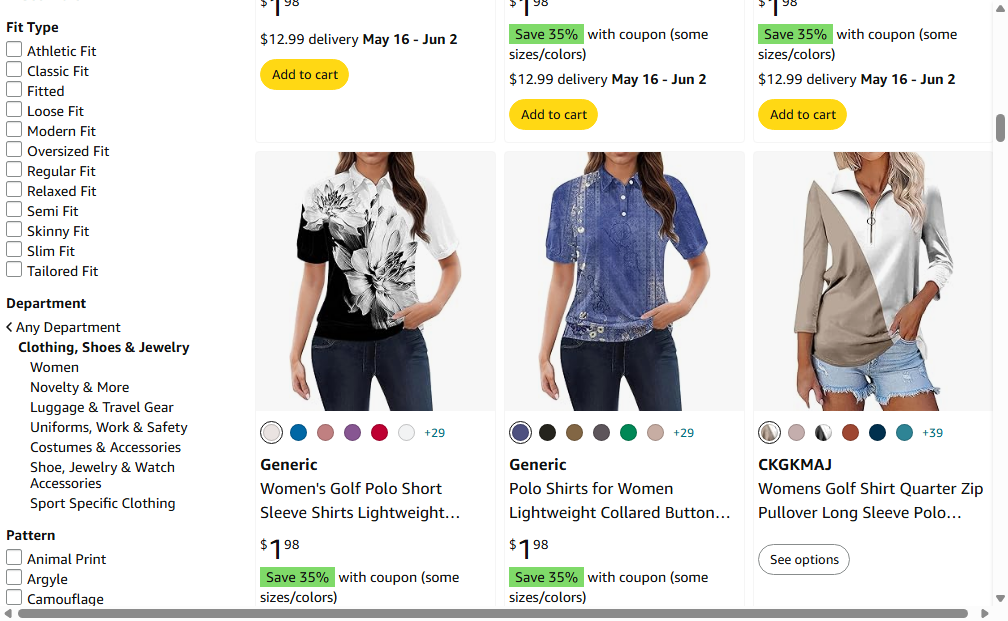 Fit Type
Athletic Fit
Classic Fit
Fitted
Loose Fit
Modern Fit
Oversized Fit
Regular Fit
Relaxed Fit
Semi Fit
Skinny Fit
Slim Fit
Tailored Fit
Department
Any Department
Clothing, Shoes & Jewelry
Women
Novelty & More
Luggage & Travel Gear
Uniforms, Work & Safety
Costumes & Accessories
Shoe, Jewelry & Watch
Accessories
Sport Specific Clothing
Pattern
Animal Print
Argyle
Camouflage
$1 98
$12.99 delivery May 16 - Jun 2
Add to cart
$1 98
Save 35% with coupon (some
sizes/colors)
$12.99 delivery May 16 - Jun 2
Add to cart
$1 98
Save 35% with coupon (some
sizes/colors)
$12.99 delivery May 16 - Jun 2
Add to cart
+29
Generic
Women's Golf Polo Short
Sleeve Shirts Lightweight…
$1 98
Save 35% with coupon (some
sizes/colors)
+29
Generic
Polo Shirts for Women
Lightweight Collared Button…
$1 98
Save 35% with coupon (some
sizes/colors)
+39
CKGKMAJ
Womens Golf Shirt Quarter Zip
Pullover Long Sleeve Polo…
See options